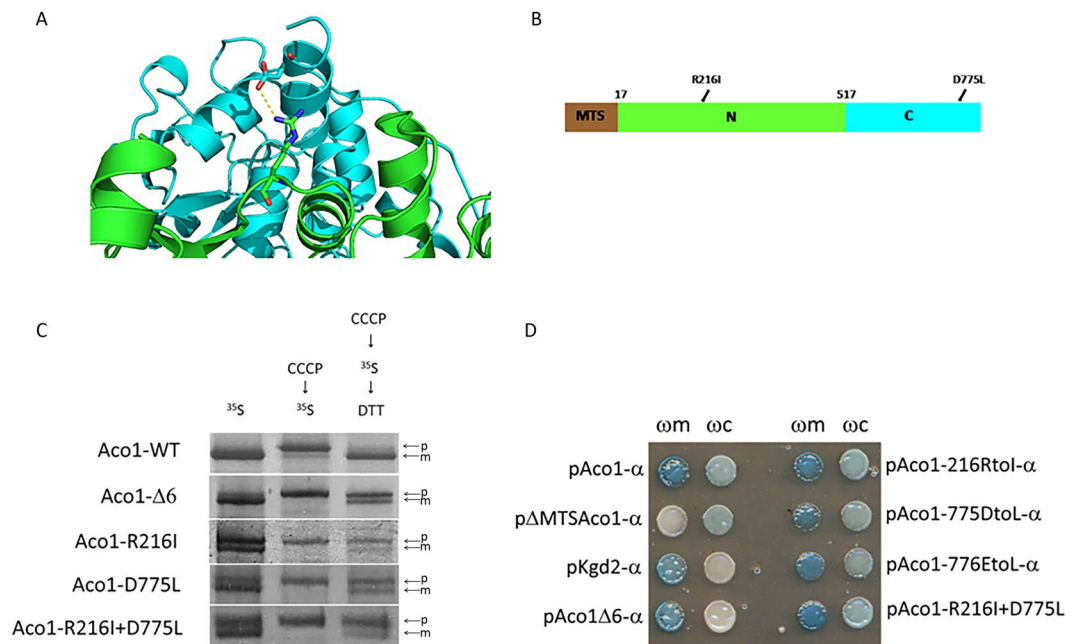 A
B
R216I
D775L
17
517
MTS
N
C
C
D
CCCP
↓
CCCP
³⁵S
↓
↓
³⁵S
³⁵S
DTT
Aco1-WT
←p
←m
Aco1-Δ6
←p
←m
Aco1-R216I
←p
←m
Aco1-D775L
←p
←m
Aco1-R216I+D775L
←p
←m
ωm ωc ωm ωc
pAco1-α
pAco1-216RtoI-α
pΔMTSAco1-α
pAco1-775DtoL-α
pKgd2-α
pAco1-776EtoL-α
pAco1Δ6-α
pAco1-R216I+D775L